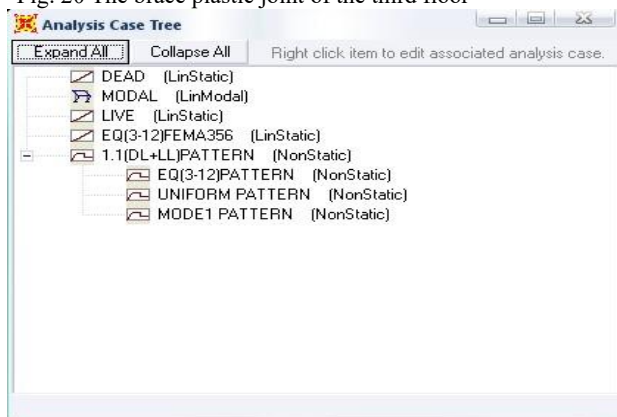 Fig. 20 The brace plastic joint of the third floor
Analysis Case Tree
Expand All Collapse All Right click item to edit associated analysis case.
DEAD (LinStatic)
MODAL (LinModal)
LIVE (LinStatic)
EQ(3-12)FEMA356 (LinStatic)
1.1(DL+LL)PATTERN (NonStatic)
EQ(3-12)PATTERN (NonStatic)
UNIFORM PATTERN (NonStatic)
MODE1 PATTERN (NonStatic)